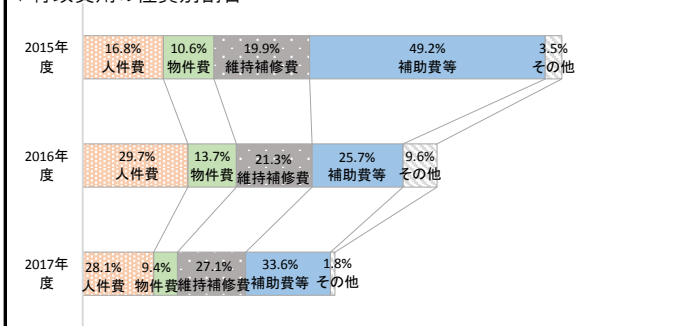 2015年度
16.8% 10.6% 19.9% 49.2% 3.5%
人件費 物件費 維持補修費 補助費等 その他
2016年度
29.7% 13.7% 21.3% 25.7% 9.6%
人件費 物件費 維持補修費 補助費等 その他
2017年度
28.1% 9.4% 27.1% 33.6% 1.8%
人件費 物件費 維持補修費 補助費等 その他